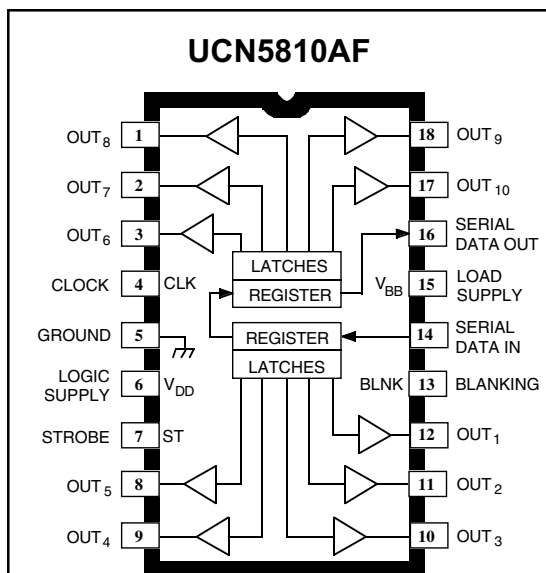 UCN5810AF
OUT8 1 18 OUT9
OUT7 2 17 OUT10
OUT6 3 16 SERIAL DATA OUT
LATCHES
CLOCK 4 CLK REGISTER VBB 15 LOAD SUPPLY
GROUND 5 REGISTER 14 SERIAL DATA IN
LATCHES
LOGIC SUPPLY 6 VDD BLNK 13 BLANKING
STROBE 7 ST 12 OUT1
OUT5 8 11 OUT2
OUT4 9 10 OUT3